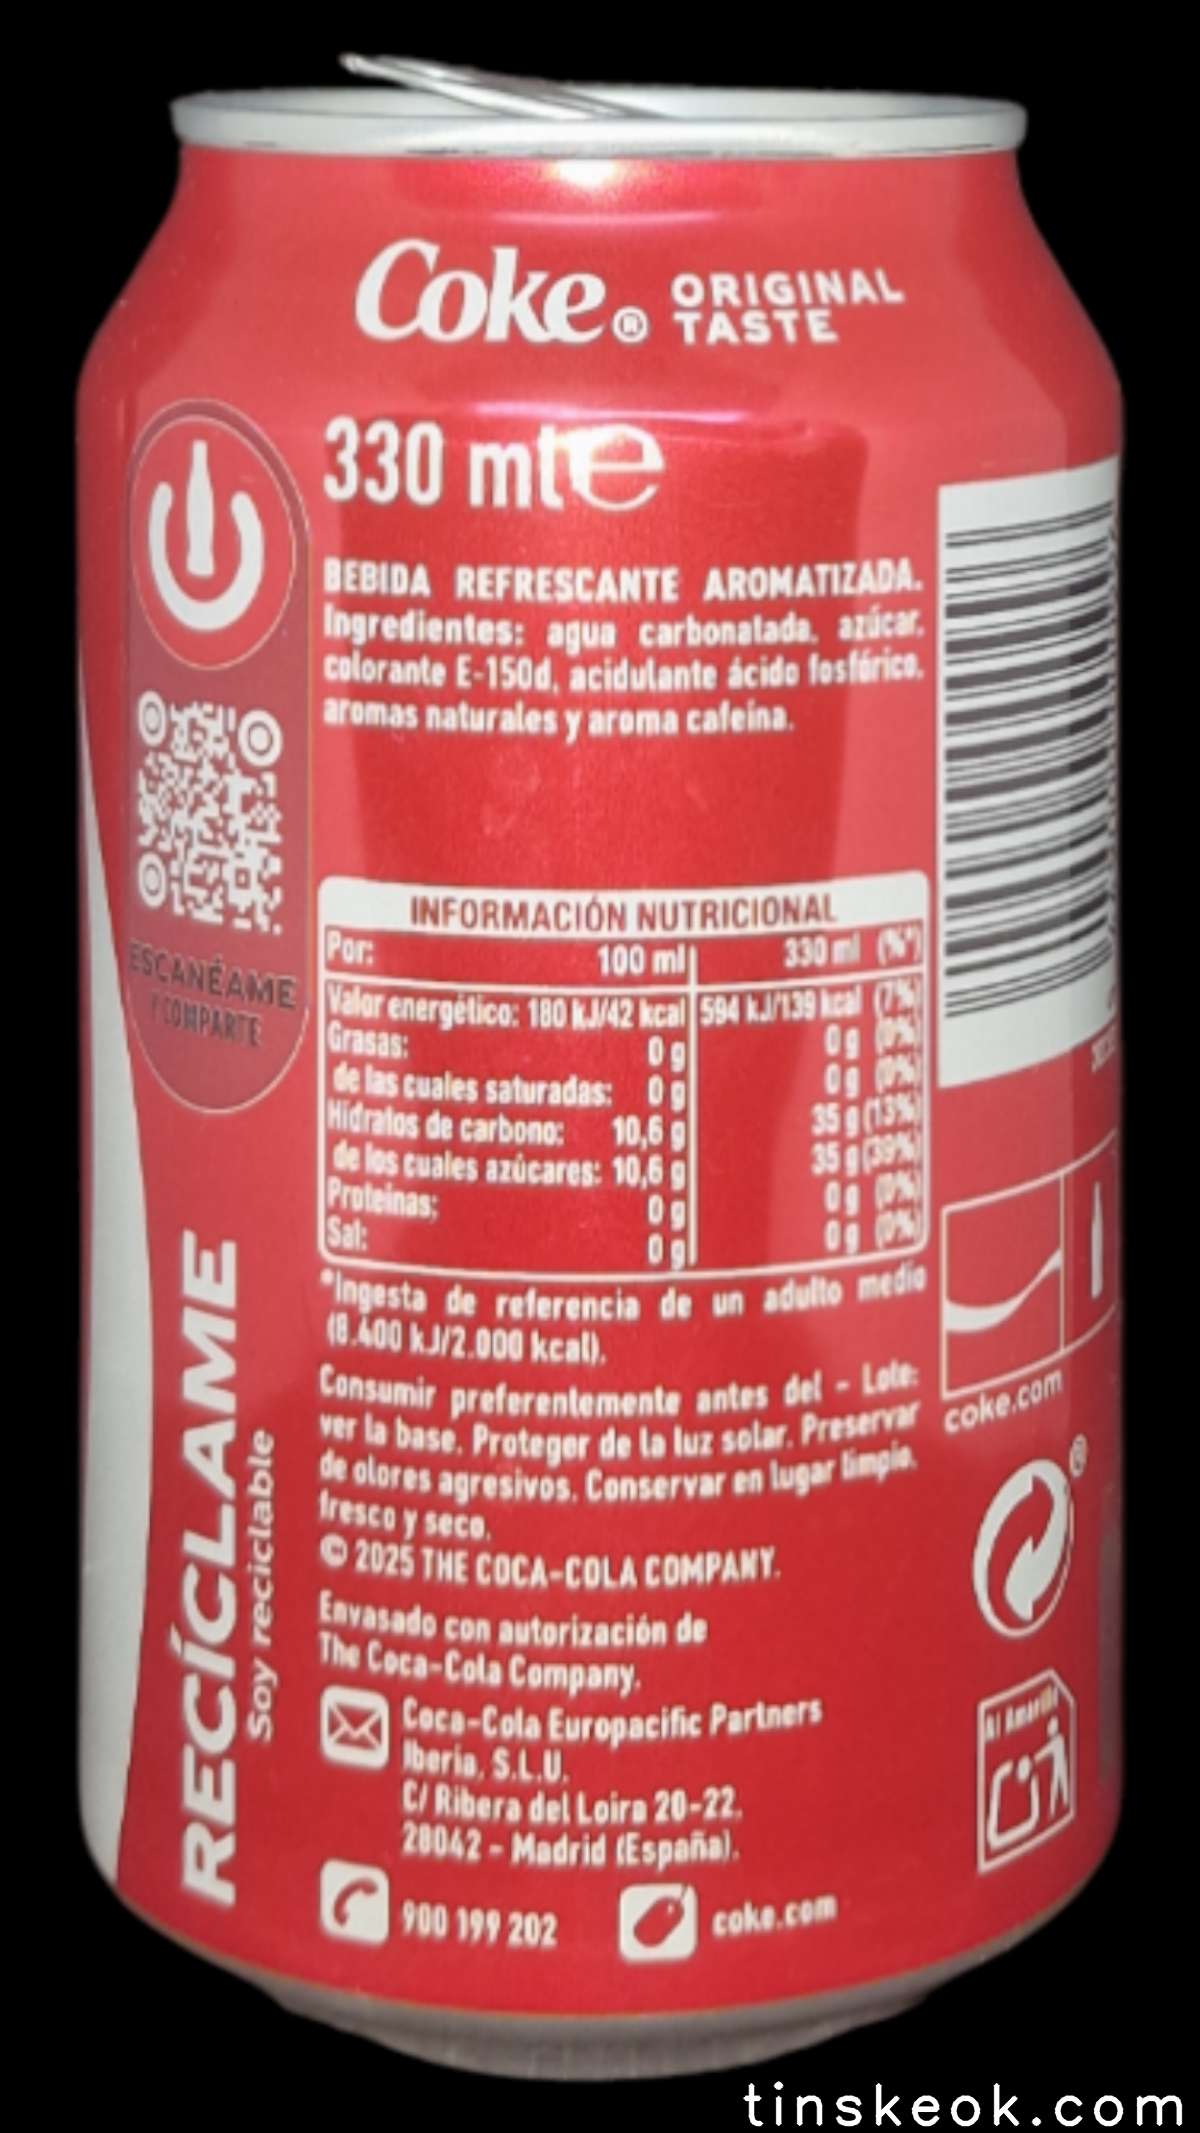 Coke® ORIGINAL
TASTE
330 ml e
BEBIDA REFRESCANTE AROMATIZADA.
Ingredientes: agua carbonatada, azúcar,
colorante E-150d, acidulante ácido fosfórico,
aromas naturales y aroma cafeína.
ESCANÉAME
Y COMPARTE
INFORMACIÓN NUTRICIONAL
Por: 100 ml 330 ml (%*)
Valor energético: 180 kJ/42 kcal 594 kJ/139 kcal (7%)
Grasas: 0 g 0 g (0%)
de las cuales saturadas: 0 g 0 g (0%)
Hidratos de carbono: 10,6 g 35 g (13%)
de los cuales azúcares: 10,6 g 35 g (39%)
Proteínas: 0 g 0 g (0%)
Sal: 0 g 0 g (0%)
*Ingesta de referencia de un adulto medio
(8.400 kJ/2.000 kcal).
Consumir preferentemente antes del - Lote:
ver la base. Proteger de la luz solar. Preservar
de olores agresivos. Conservar en lugar limpio,
fresco y seco.
© 2025 THE COCA-COLA COMPANY.
Envasado con autorización de
The Coca-Cola Company.
Coca-Cola Europacific Partners
Iberia, S.L.U.
C/ Ribera del Loira 20-22.
28042 - Madrid (España).
900 199 202 coke.com
RECÍCLAME
Soy reciclable
coke.com
®
Al Amarillo
tinskeok.com